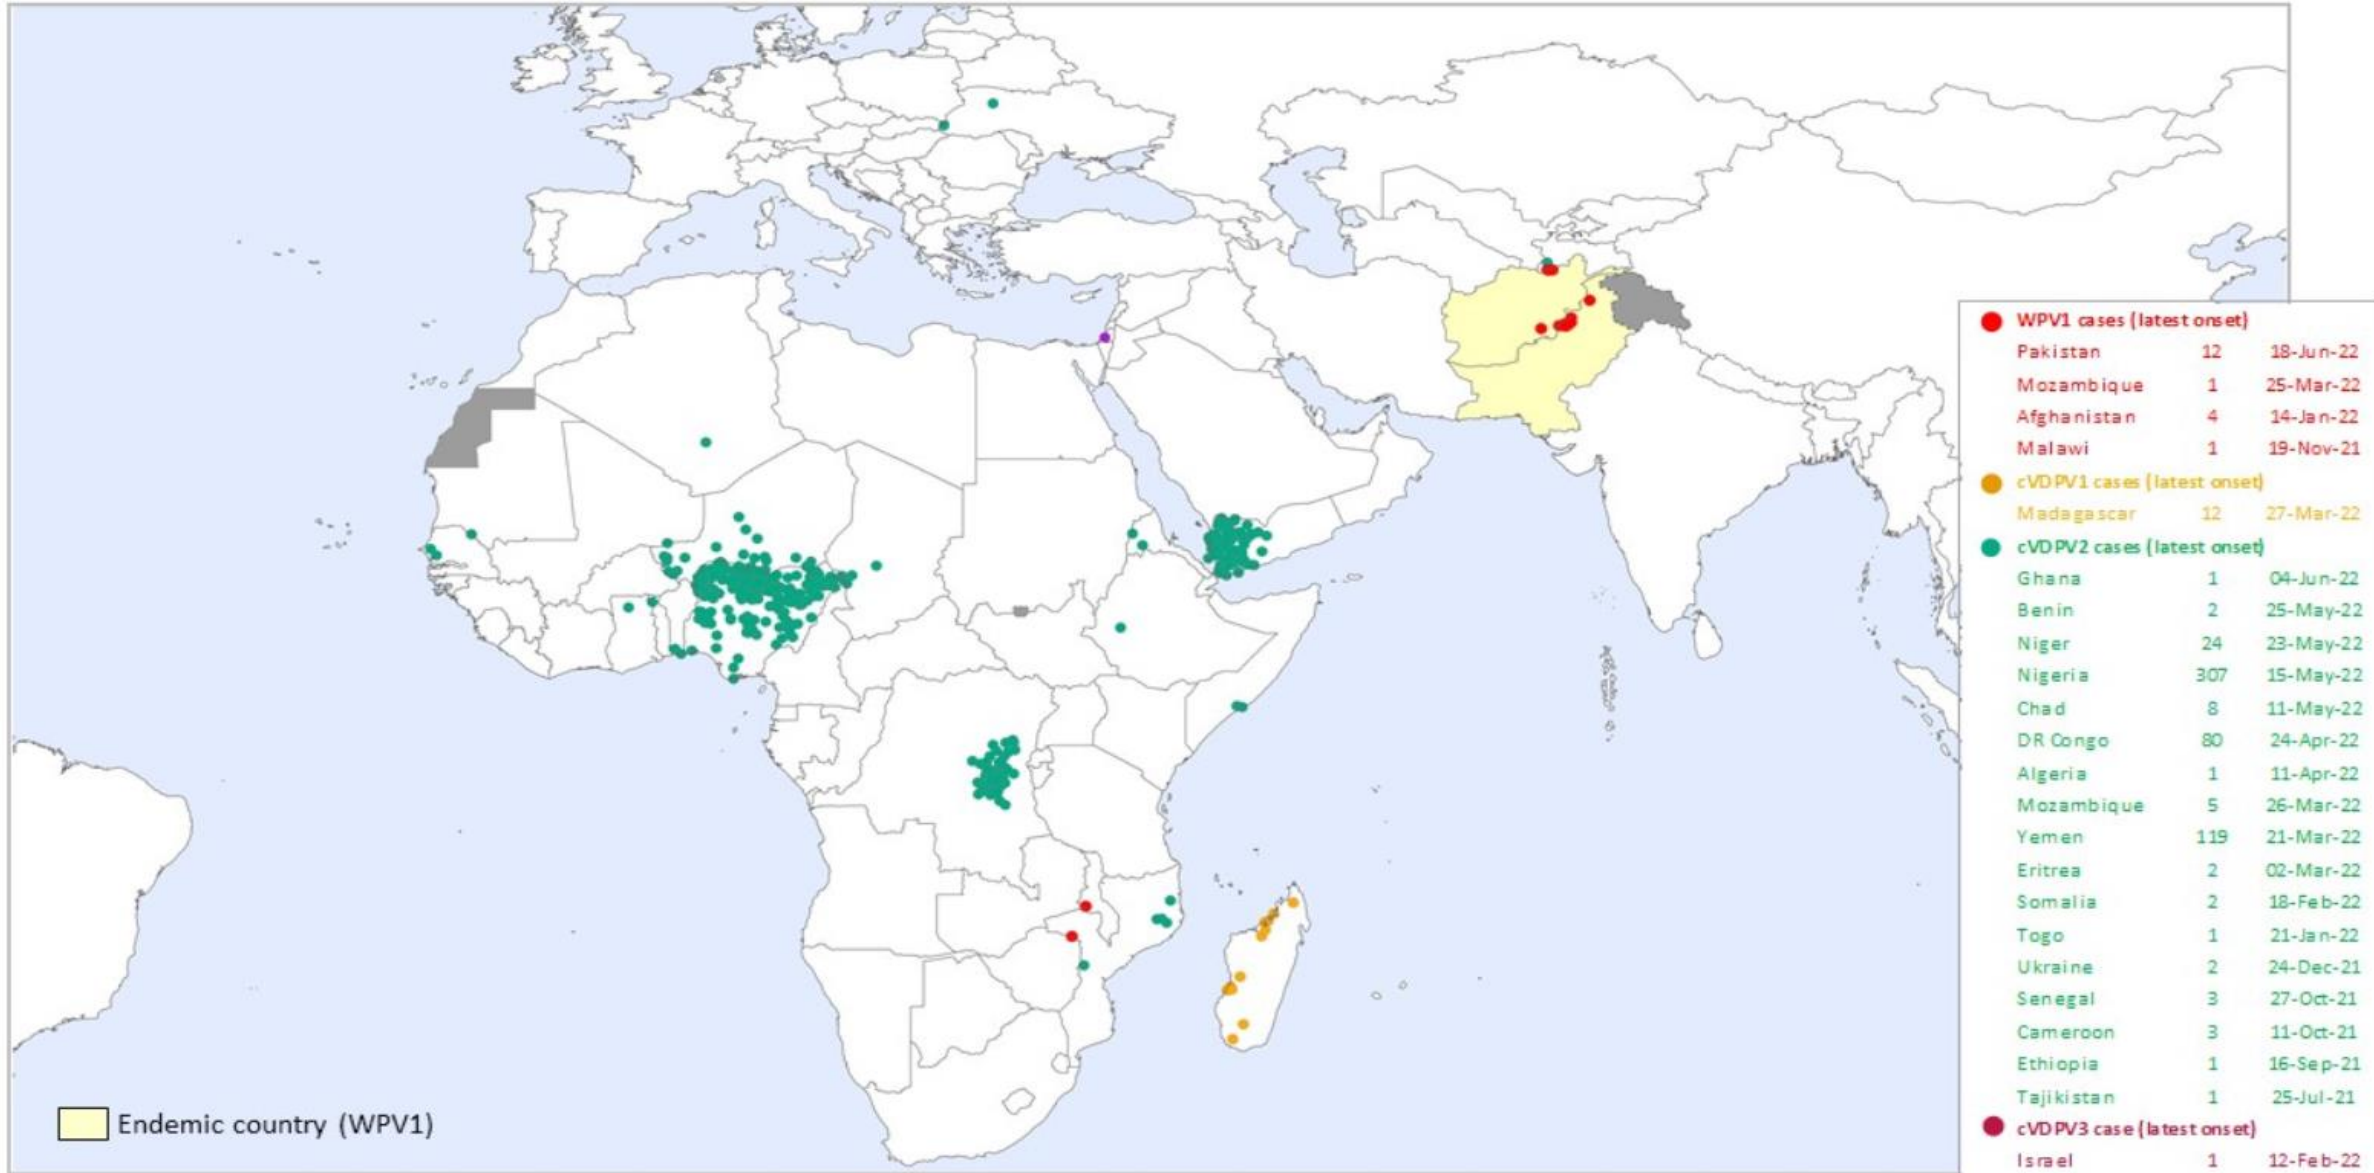 WPV1 cases (latest onset)
Pakistan 12 18-Jun-22
Mozambique 1 25-Mar-22
Afghanistan 4 14-Jan-22
Malawi 1 19-Nov-21
cVDPV1 cases (latest onset)
Madagascar 12 27-Mar-22
cVDPV2 cases (latest onset)
Ghana 1 04-Jun-22
Benin 2 25-May-22
Niger 24 23-May-22
Nigeria 307 15-May-22
Chad 8 11-May-22
DR Congo 80 24-Apr-22
Algeria 1 11-Apr-22
Mozambique 5 26-Mar-22
Yemen 119 21-Mar-22
Eritrea 2 02-Mar-22
Somalia 2 18-Feb-22
Togo 1 21-Jan-22
Ukraine 2 24-Dec-21
Senegal 3 27-Oct-21
Cameroon 3 11-Oct-21
Ethiopia 1 16-Sep-21
Tajikistan 1 25-Jul-21
cVDPV3 case (latest onset)
Israel 1 12-Feb-22
Endemic country (WPV1)